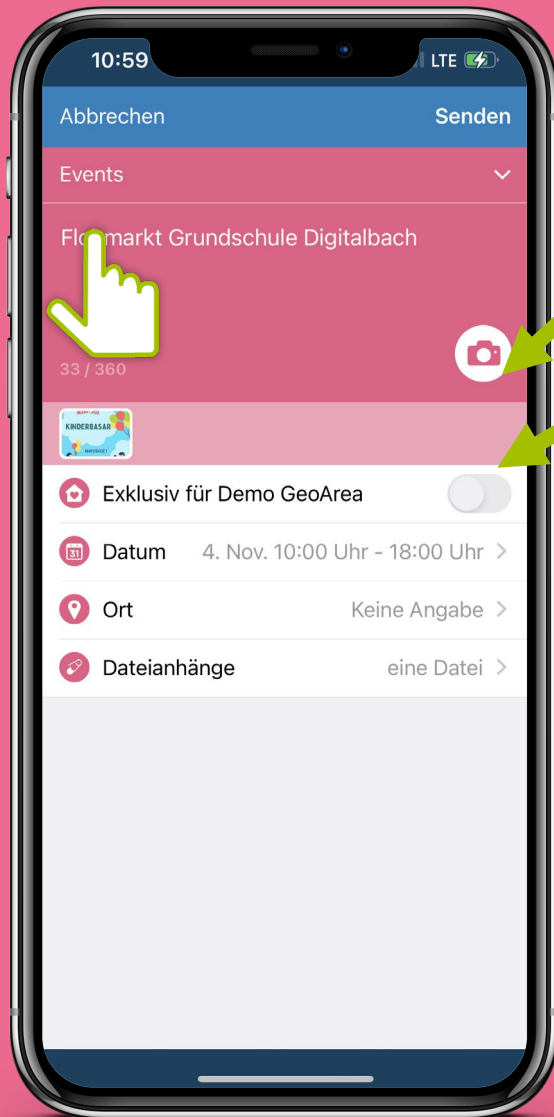 10:59 LTE
Abbrechen Senden
Events
markt Grundschule Digitalbach
33 / 360
KINDERBASAR
Exklusiv für Demo GeoArea
31 Datum 4. Nov. 10:00 Uhr - 18:00 Uhr
Ort Keine Angabe
Dateianhänge eine Datei